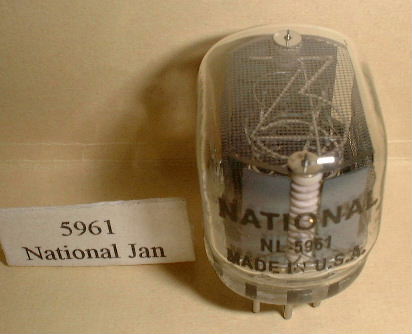 5961
National Jan
NATIONAL
NL-5961
MADE IN U.S.A.